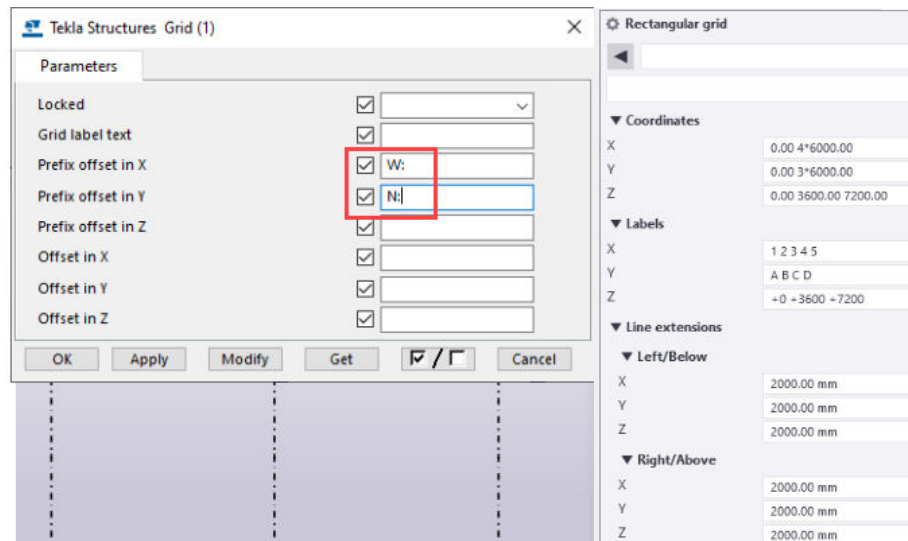 Tekla Structures Grid (1)
Parameters
Locked
Grid label text
Prefix offset in X W:
Prefix offset in Y N:
Prefix offset in Z
Offset in X
Offset in Y
Offset in Z
OK Apply Modify Get / Cancel
Rectangular grid
Coordinates
X 0.00 4*6000.00
Y 0.00 3*6000.00
Z 0.00 3600.00 7200.00
Labels
X 1 2 3 4 5
Y A B C D
Z +0 +3600 +7200
Line extensions
Left/Below
X 2000.00 mm
Y 2000.00 mm
Z 2000.00 mm
Right/Above
X 2000.00 mm
Y 2000.00 mm
Z 2000.00 mm